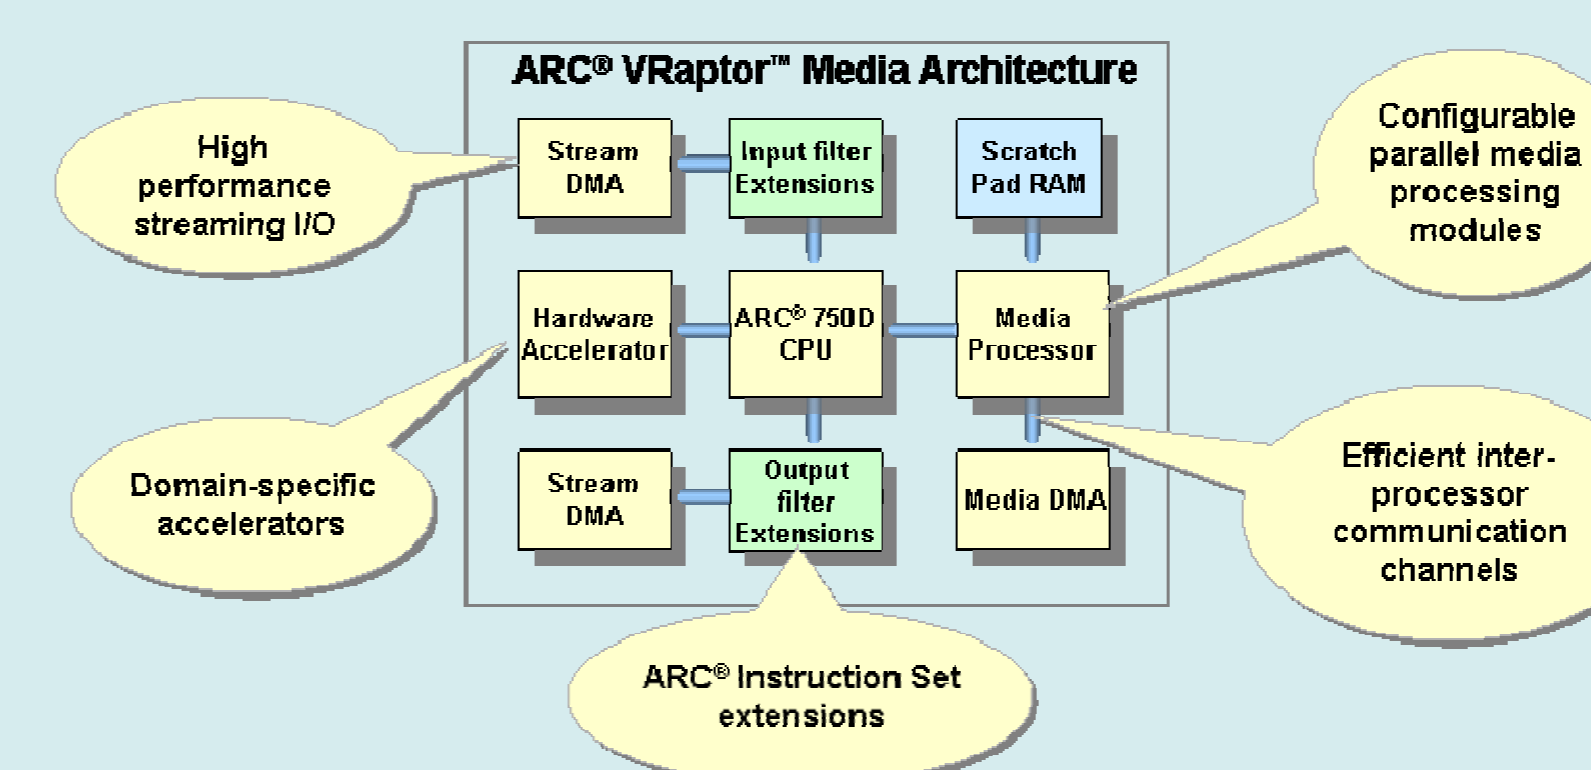 ARC® VRaptor™ Media Architecture
High
performance
streaming I/O
Stream
DMA
Input filter
Extensions
Scratch
Pad RAM
Configurable
parallel media
processing
modules
Hardware
Accelerator
ARC® 750D
CPU
Media
Processor
Domain-specific
accelerators
Stream
DMA
Output
filter
Extensions
Media DMA
Efficient inter-
processor
communication
channels
ARC® Instruction Set
extensions